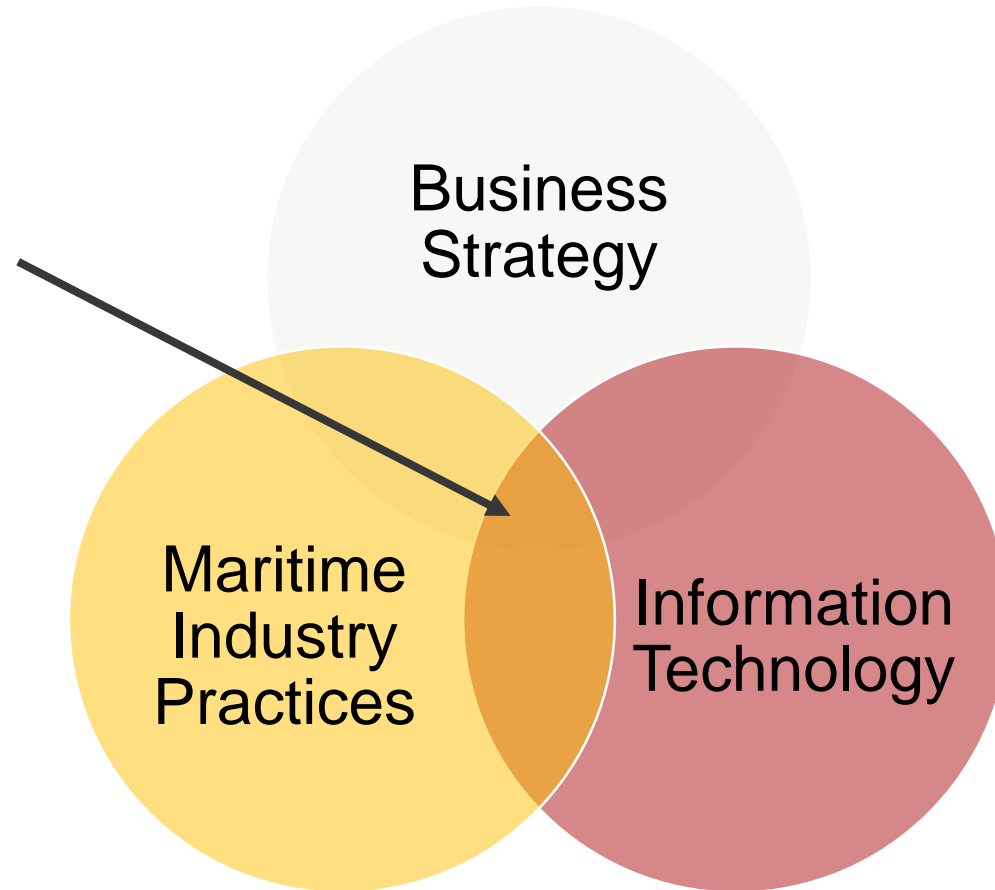 Business
Strategy
Maritime
Industry
Practices
Information
Technology